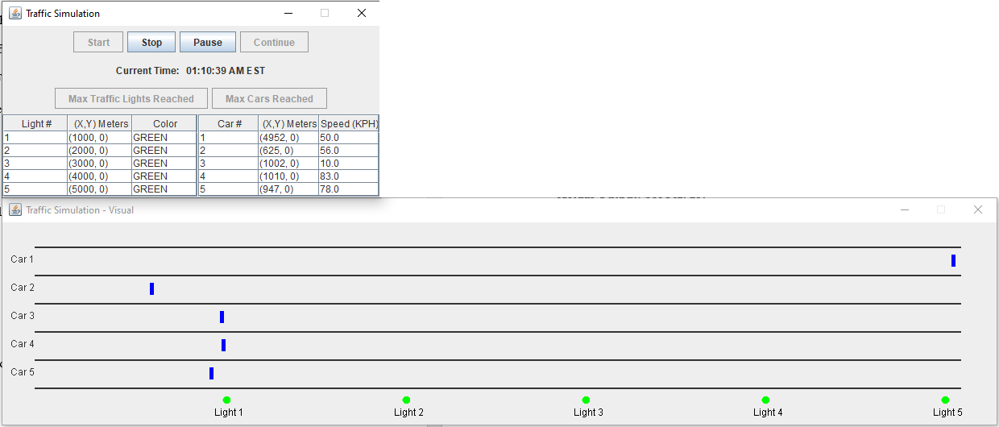 Traffic Simulation
Start Stop Pause Continue
Current Time: 01:10:39 AM EST
Max Traffic Lights Reached Max Cars Reached
Light # (X,Y) Meters Color Car # (X,Y) Meters Speed (KPH)
1 (1000, 0) GREEN 1 (4952, 0) 50.0
2 (2000, 0) GREEN 2 (625, 0) 56.0
3 (3000, 0) GREEN 3 (1002, 0) 10.0
4 (4000, 0) GREEN 4 (1010, 0) 83.0
5 (5000, 0) GREEN 5 (947, 0) 78.0
Traffic Simulation - Visual
Car 1
Car 2
Car 3
Car 4
Car 5
Light 1 Light 2 Light 3 Light 4 Light 5